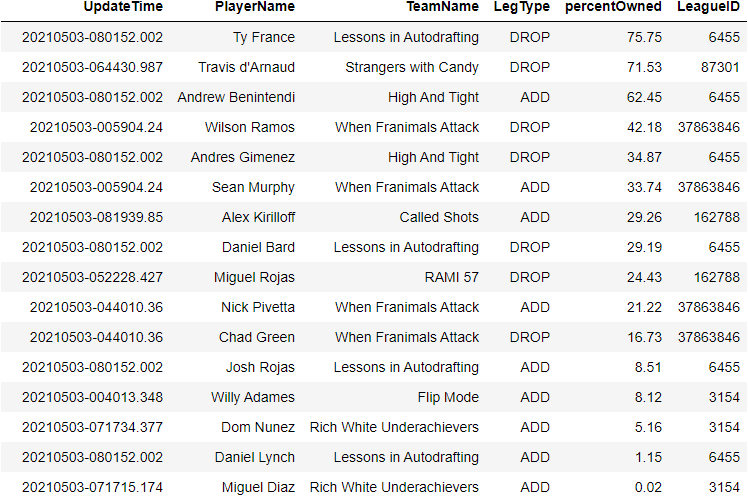 UpdateTime PlayerName TeamName LegType percentOwned LeagueID
20210503-080152.002 Ty France Lessons in Autodrafting DROP 75.75 6455
20210503-064430.987 Travis d'Arnaud Strangers with Candy DROP 71.53 87301
20210503-080152.002 Andrew Benintendi High And Tight ADD 62.45 6455
20210503-005904.24 Wilson Ramos When Franimals Attack DROP 42.18 37863846
20210503-080152.002 Andres Gimenez High And Tight DROP 34.87 6455
20210503-005904.24 Sean Murphy When Franimals Attack ADD 33.74 37863846
20210503-081939.85 Alex Kirilloff Called Shots ADD 29.26 162788
20210503-080152.002 Daniel Bard Lessons in Autodrafting DROP 29.19 6455
20210503-052228.427 Miguel Rojas RAMI 57 DROP 24.43 162788
20210503-044010.36 Nick Pivetta When Franimals Attack ADD 21.22 37863846
20210503-044010.36 Chad Green When Franimals Attack DROP 16.73 37863846
20210503-080152.002 Josh Rojas Lessons in Autodrafting ADD 8.51 6455
20210503-004013.348 Willy Adames Flip Mode ADD 8.12 3154
20210503-071734.377 Dom Nunez Rich White Underachievers ADD 5.16 3154
20210503-080152.002 Daniel Lynch Lessons in Autodrafting ADD 1.15 6455
20210503-071715.174 Miguel Diaz Rich White Underachievers ADD 0.02 3154